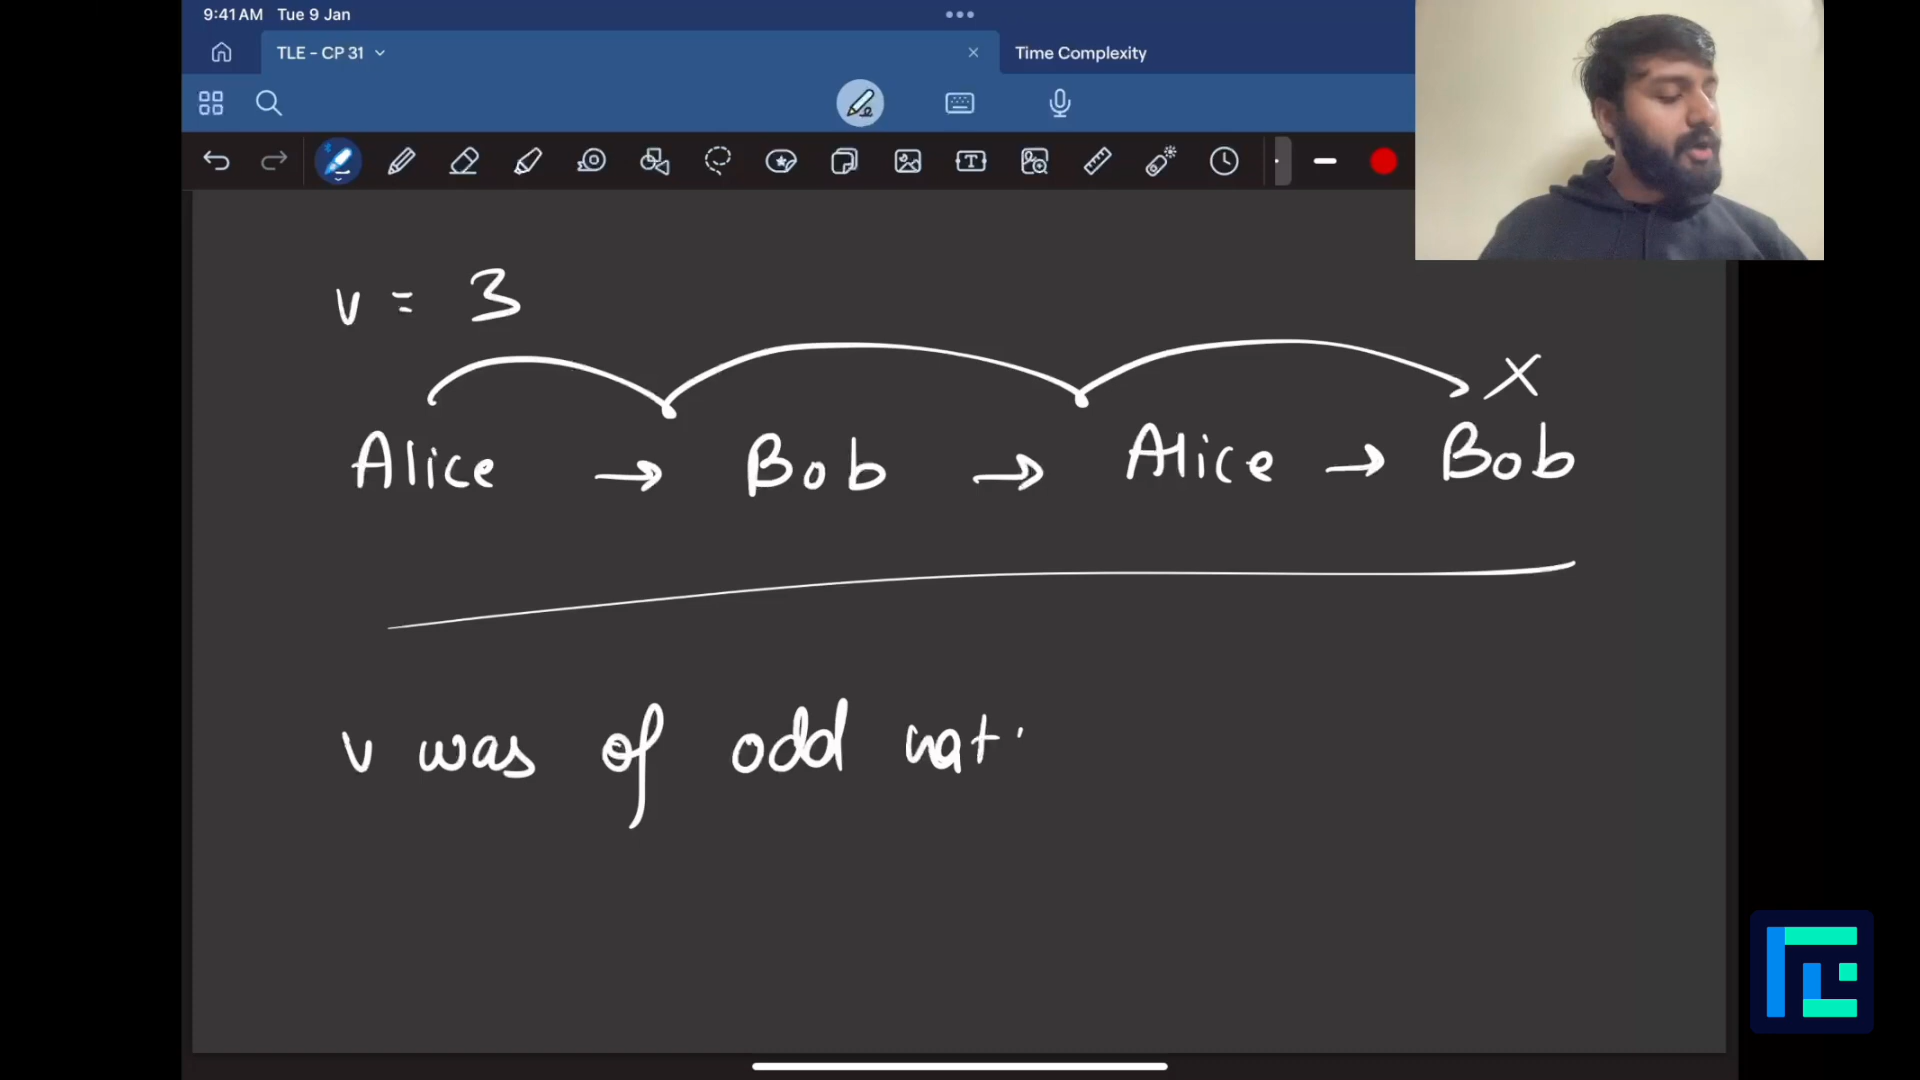 9:41 AM Tue 9 Jan
TLE - CP 31
Time Complexity
v = 3
X
Alice → Bob → Alice → Bob
v was of odd nat